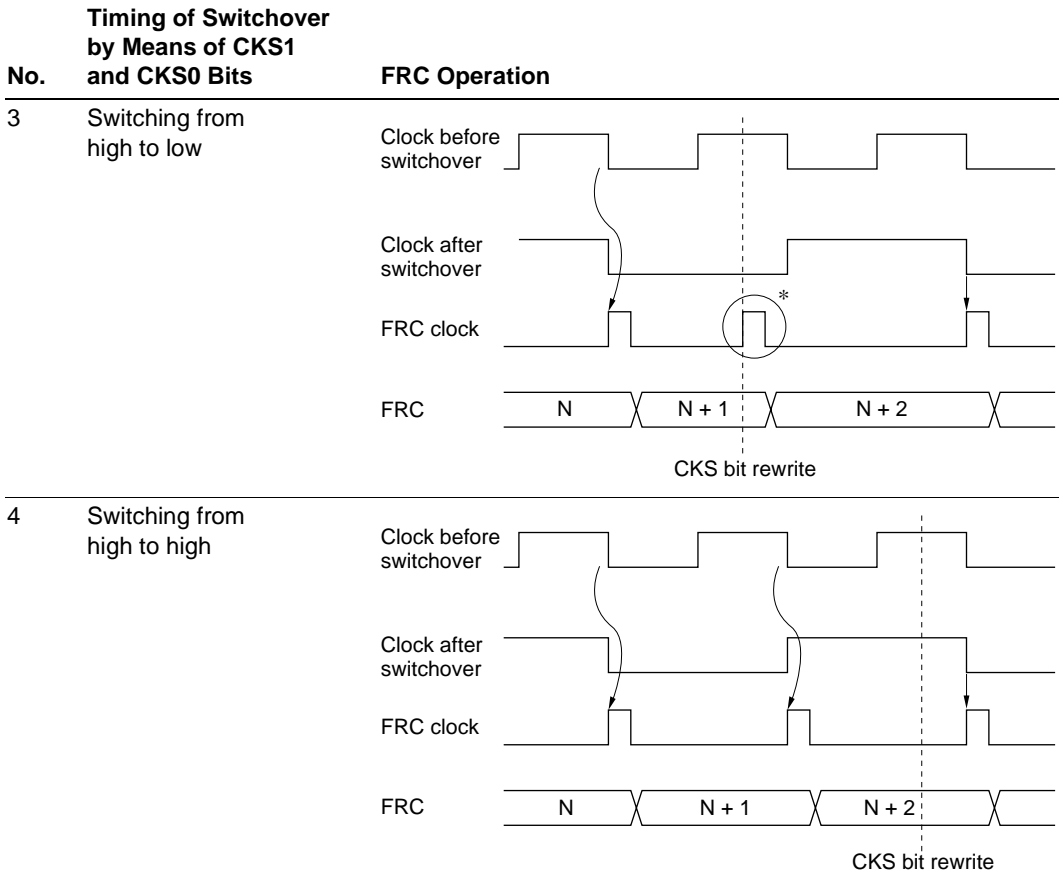 Timing of Switchover
by Means of CKS1
No. and CKS0 Bits FRC Operation
3 Switching from
high to low
Clock before
switchover
Clock after
switchover
*
FRC clock
FRC N N + 1 N + 2
CKS bit rewrite
4 Switching from
high to high
Clock before
switchover
Clock after
switchover
FRC clock
FRC N N + 1 N + 2
CKS bit rewrite